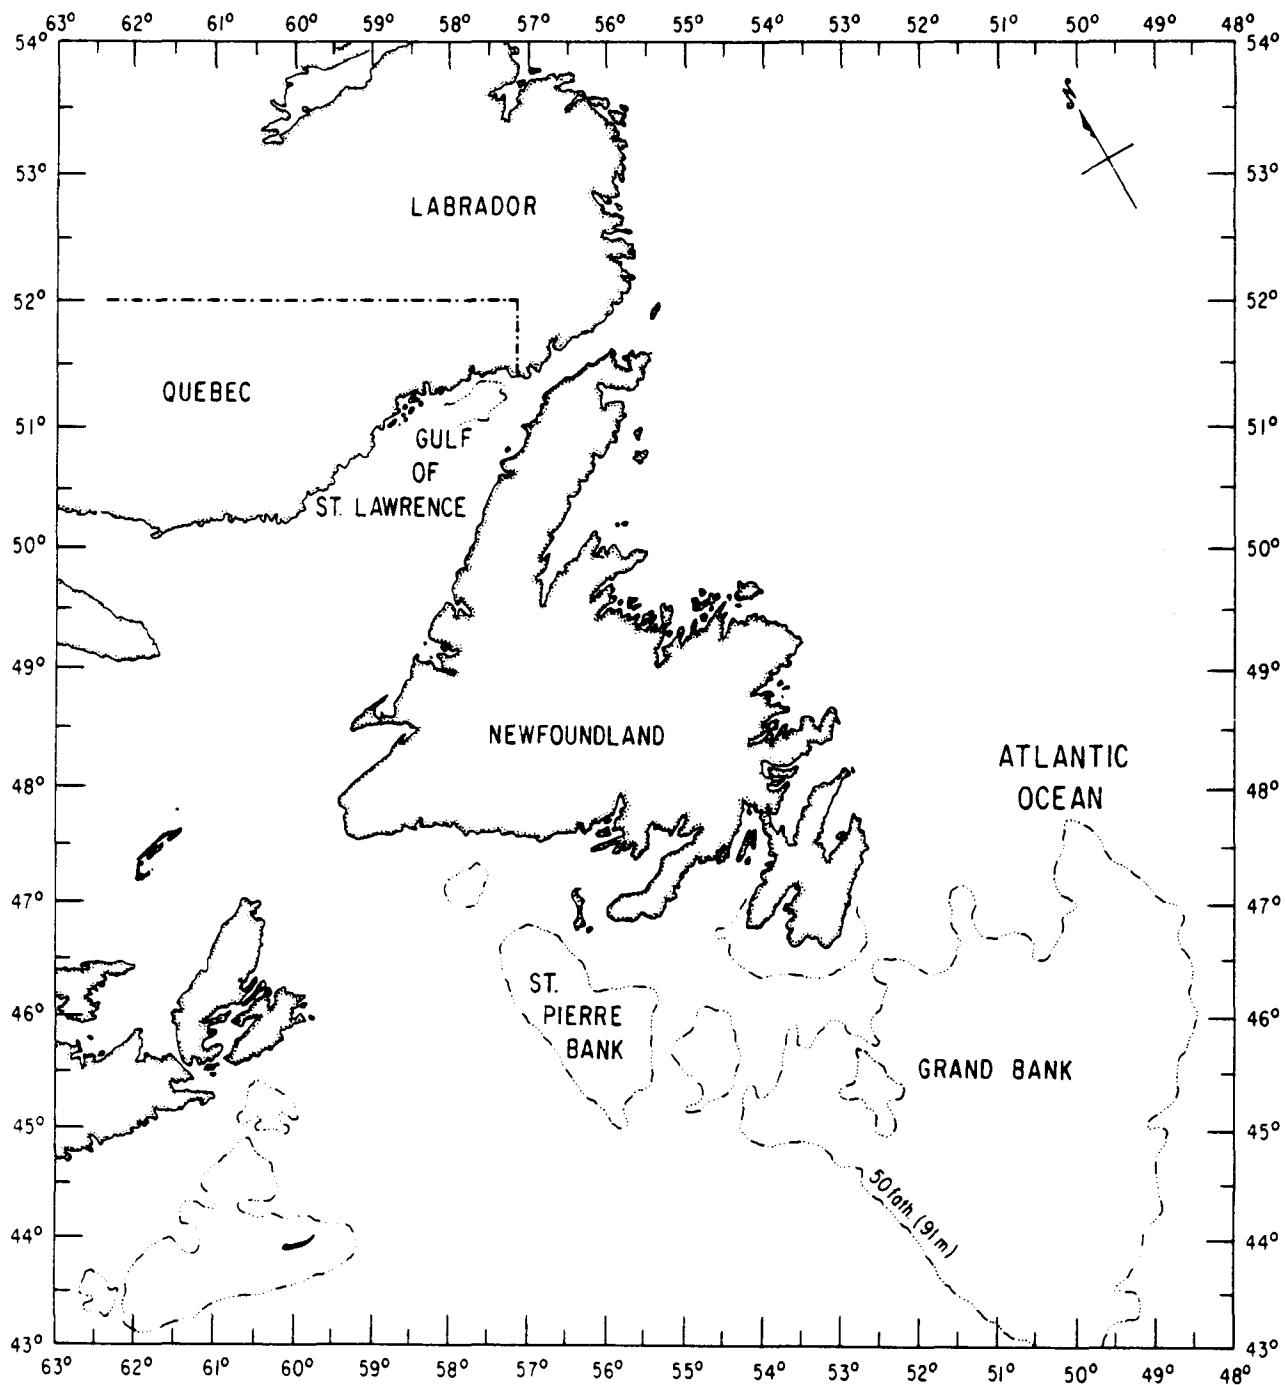 63° 62° 61° 60° 59° 58° 57° 56° 55° 54° 53° 52° 51° 50° 49° 48°
54° 54°
N
53° 53°
LABRADOR
52° 52°
QUEBEC
51° 51°
GULF
OF
ST. LAWRENCE
50° 50°
49° 49°
NEWFOUNDLAND
ATLANTIC
OCEAN
48° 48°
47° 47°
ST.
PIERRE
BANK
46° 46°
GRAND BANK
45° 45°
50 fath. (91m)
44° 44°
43° 43°
63° 62° 61° 60° 59° 58° 57° 56° 55° 54° 53° 52° 51° 50° 49° 48°